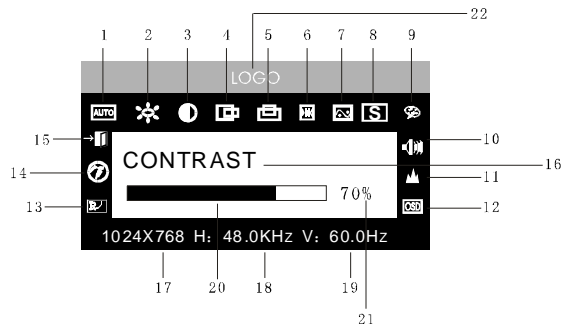 22
1 2 3 4 5 6 7 8 9
LOGO
AUTO S
15 10
CONTRAST 16
14 70% 11
13 OSD 12
1024X768 H: 48.0KHz V: 60.0Hz
17 20 18 19
21